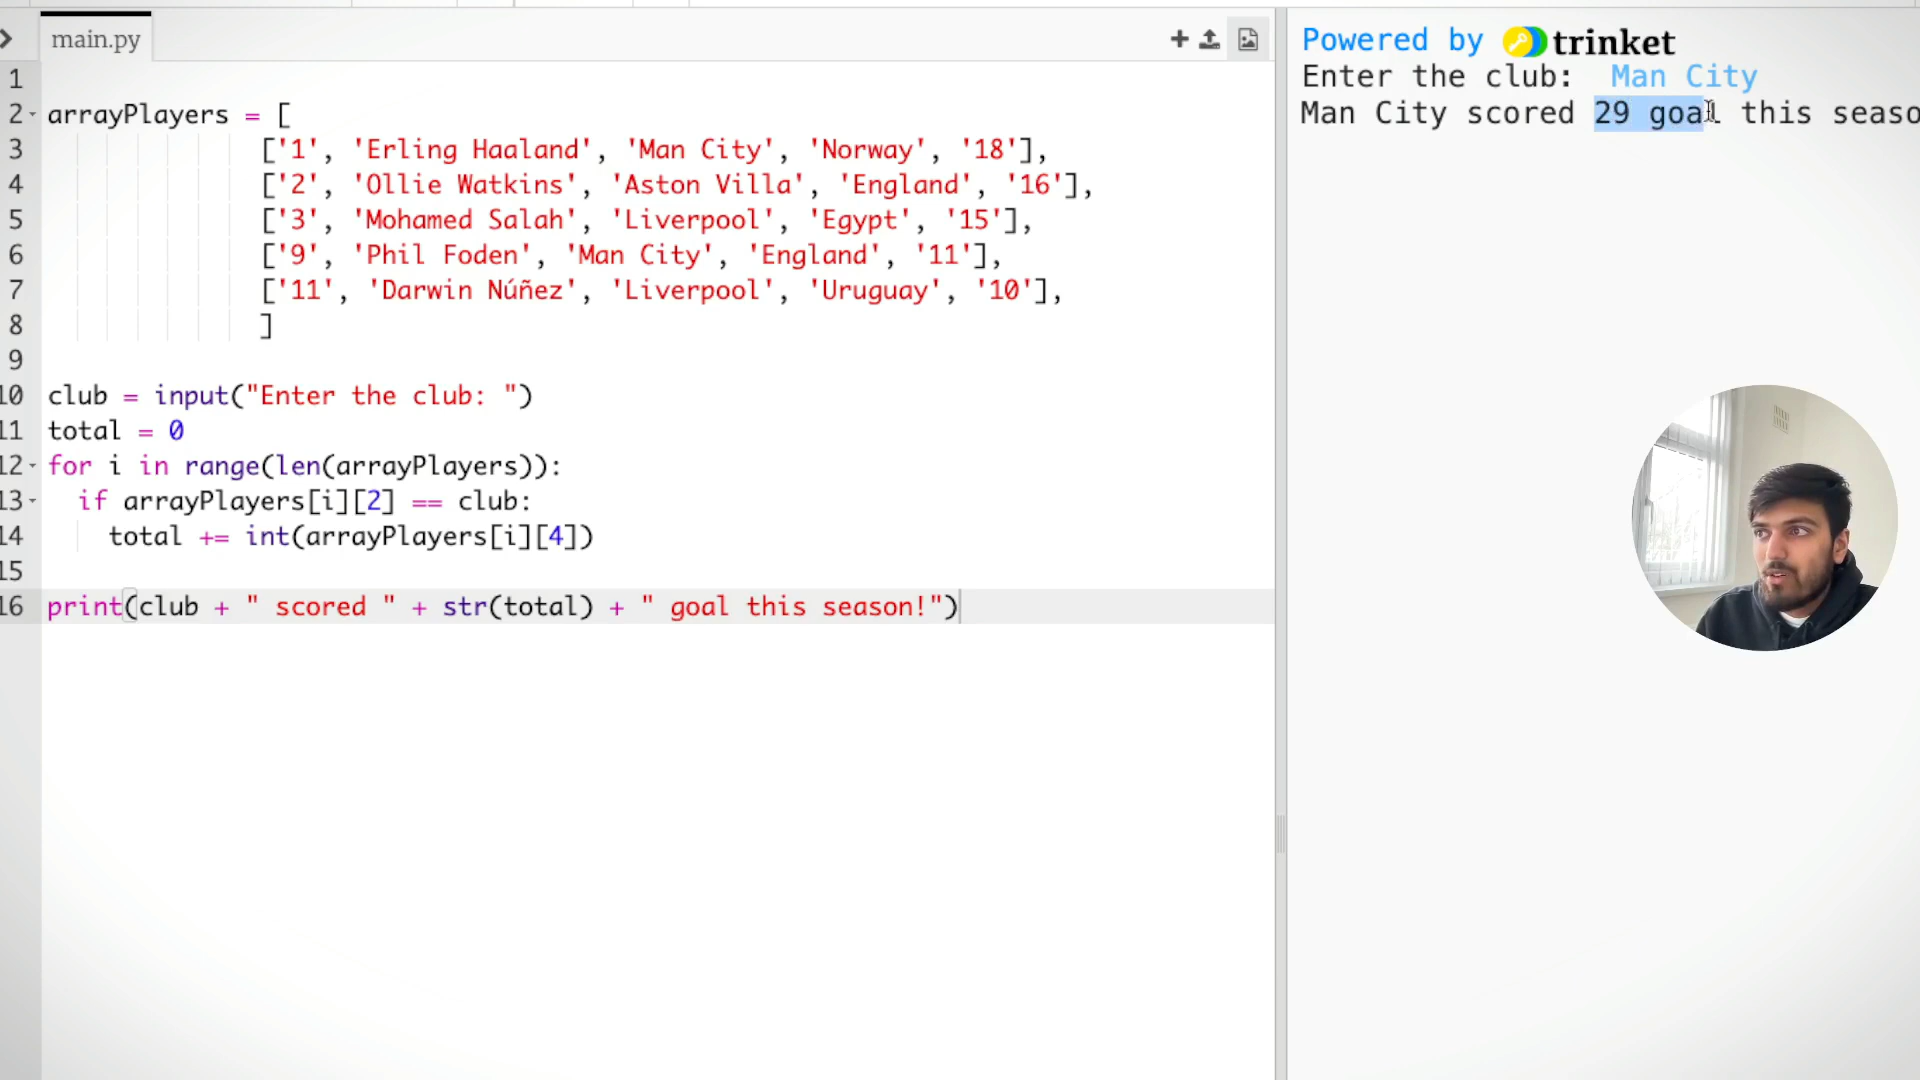 main.py
1
2 arrayPlayers = [
3 ['1', 'Erling Haaland', 'Man City', 'Norway', '18'],
4 ['2', 'Ollie Watkins', 'Aston Villa', 'England', '16'],
5 ['3', 'Mohamed Salah', 'Liverpool', 'Egypt', '15'],
6 ['9', 'Phil Foden', 'Man City', 'England', '11'],
7 ['11', 'Darwin Núñez', 'Liverpool', 'Uruguay', '10'],
8 ]
9
10 club = input("Enter the club: ")
11 total = 0
12 for i in range(len(arrayPlayers)):
13 if arrayPlayers[i][2] == club:
14 total += int(arrayPlayers[i][4])
15
16 print(club + " scored " + str(total) + " goal this season!")
Powered by trinket
Enter the club: Man City
Man City scored 29 goal this seaso